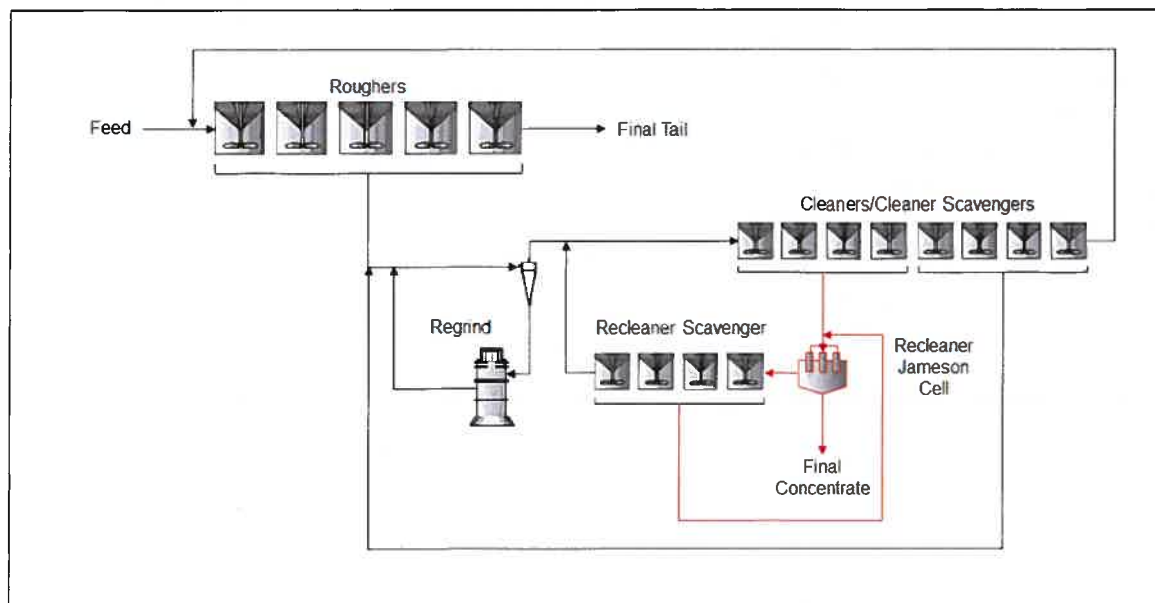 Roughers
Feed
Final Tail
Cleaners/Cleaner Scavengers
Regrind
Recleaner Scavenger
Recleaner
Jameson
Cell
Final
Concentrate